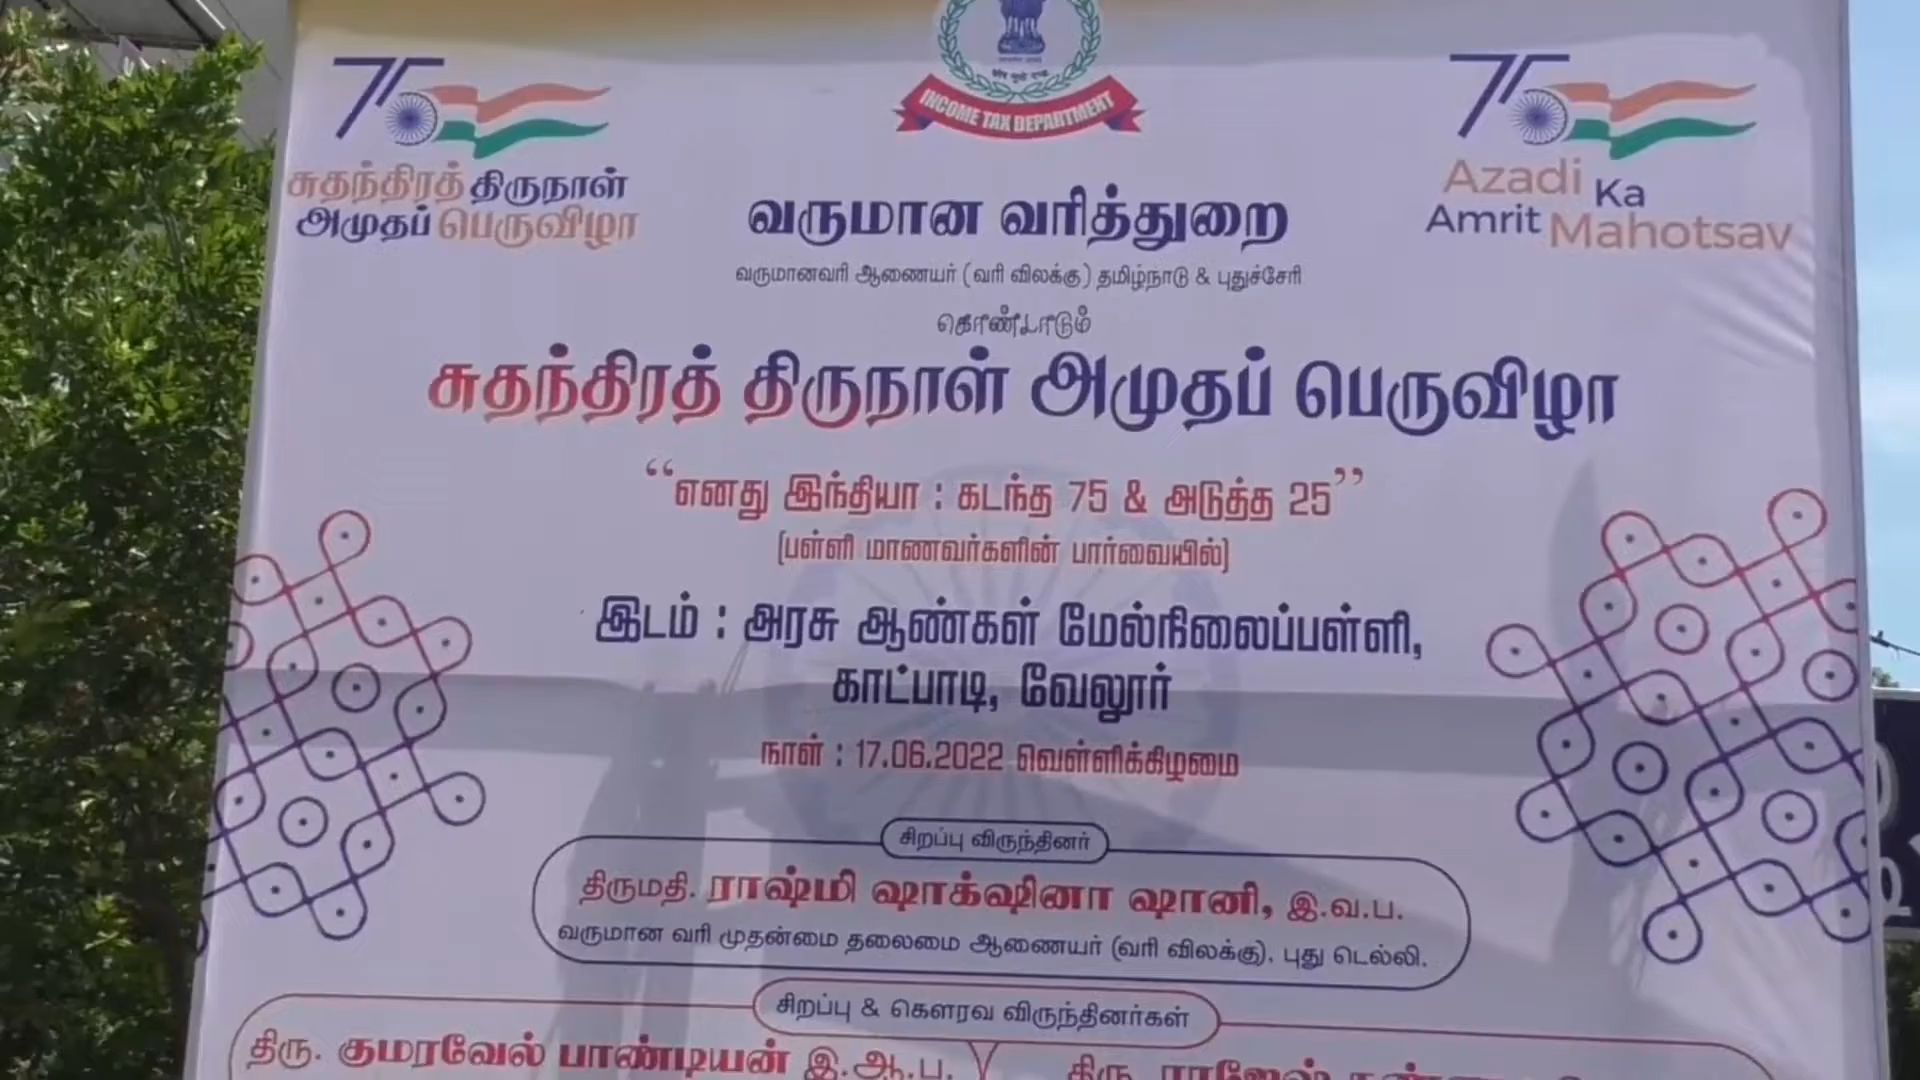 75
சுதந்திரத் திருநாள்
அமுதப் பெருவிழா
INCOME TAX DEPARTMENT
75
Azadi Ka
Amrit Mahotsav
வருமான வரித்துறை
வருமானவரி ஆணையர் (வரி விலக்கு) தமிழ்நாடு & புதுச்சேரி
கொண்டாடும்
சுதந்திரத் திருநாள் அமுதப் பெருவிழா
“எனது இந்தியா : கடந்த 75 & அடுத்த 25”
(பள்ளி மாணவர்களின் பார்வையில்)
இடம் : அரசு ஆண்கள் மேல்நிலைப்பள்ளி,
காட்பாடி, வேலூர்
நாள் : 17.06.2022 வெள்ளிக்கிழமை
சிறப்பு விருந்தினர்
திருமதி. ராஷ்மி ஷாக்ஷினா ஷானி, இ.வ.ப.
வருமான வரி முதன்மை தலைமை ஆணையர் (வரி விலக்கு), புது டெல்லி.
சிறப்பு & கௌரவ விருந்தினர்கள்
திரு. குமரவேல் பாண்டியன் இ.ஆ.ப.
திரு. ராஜேஷ்